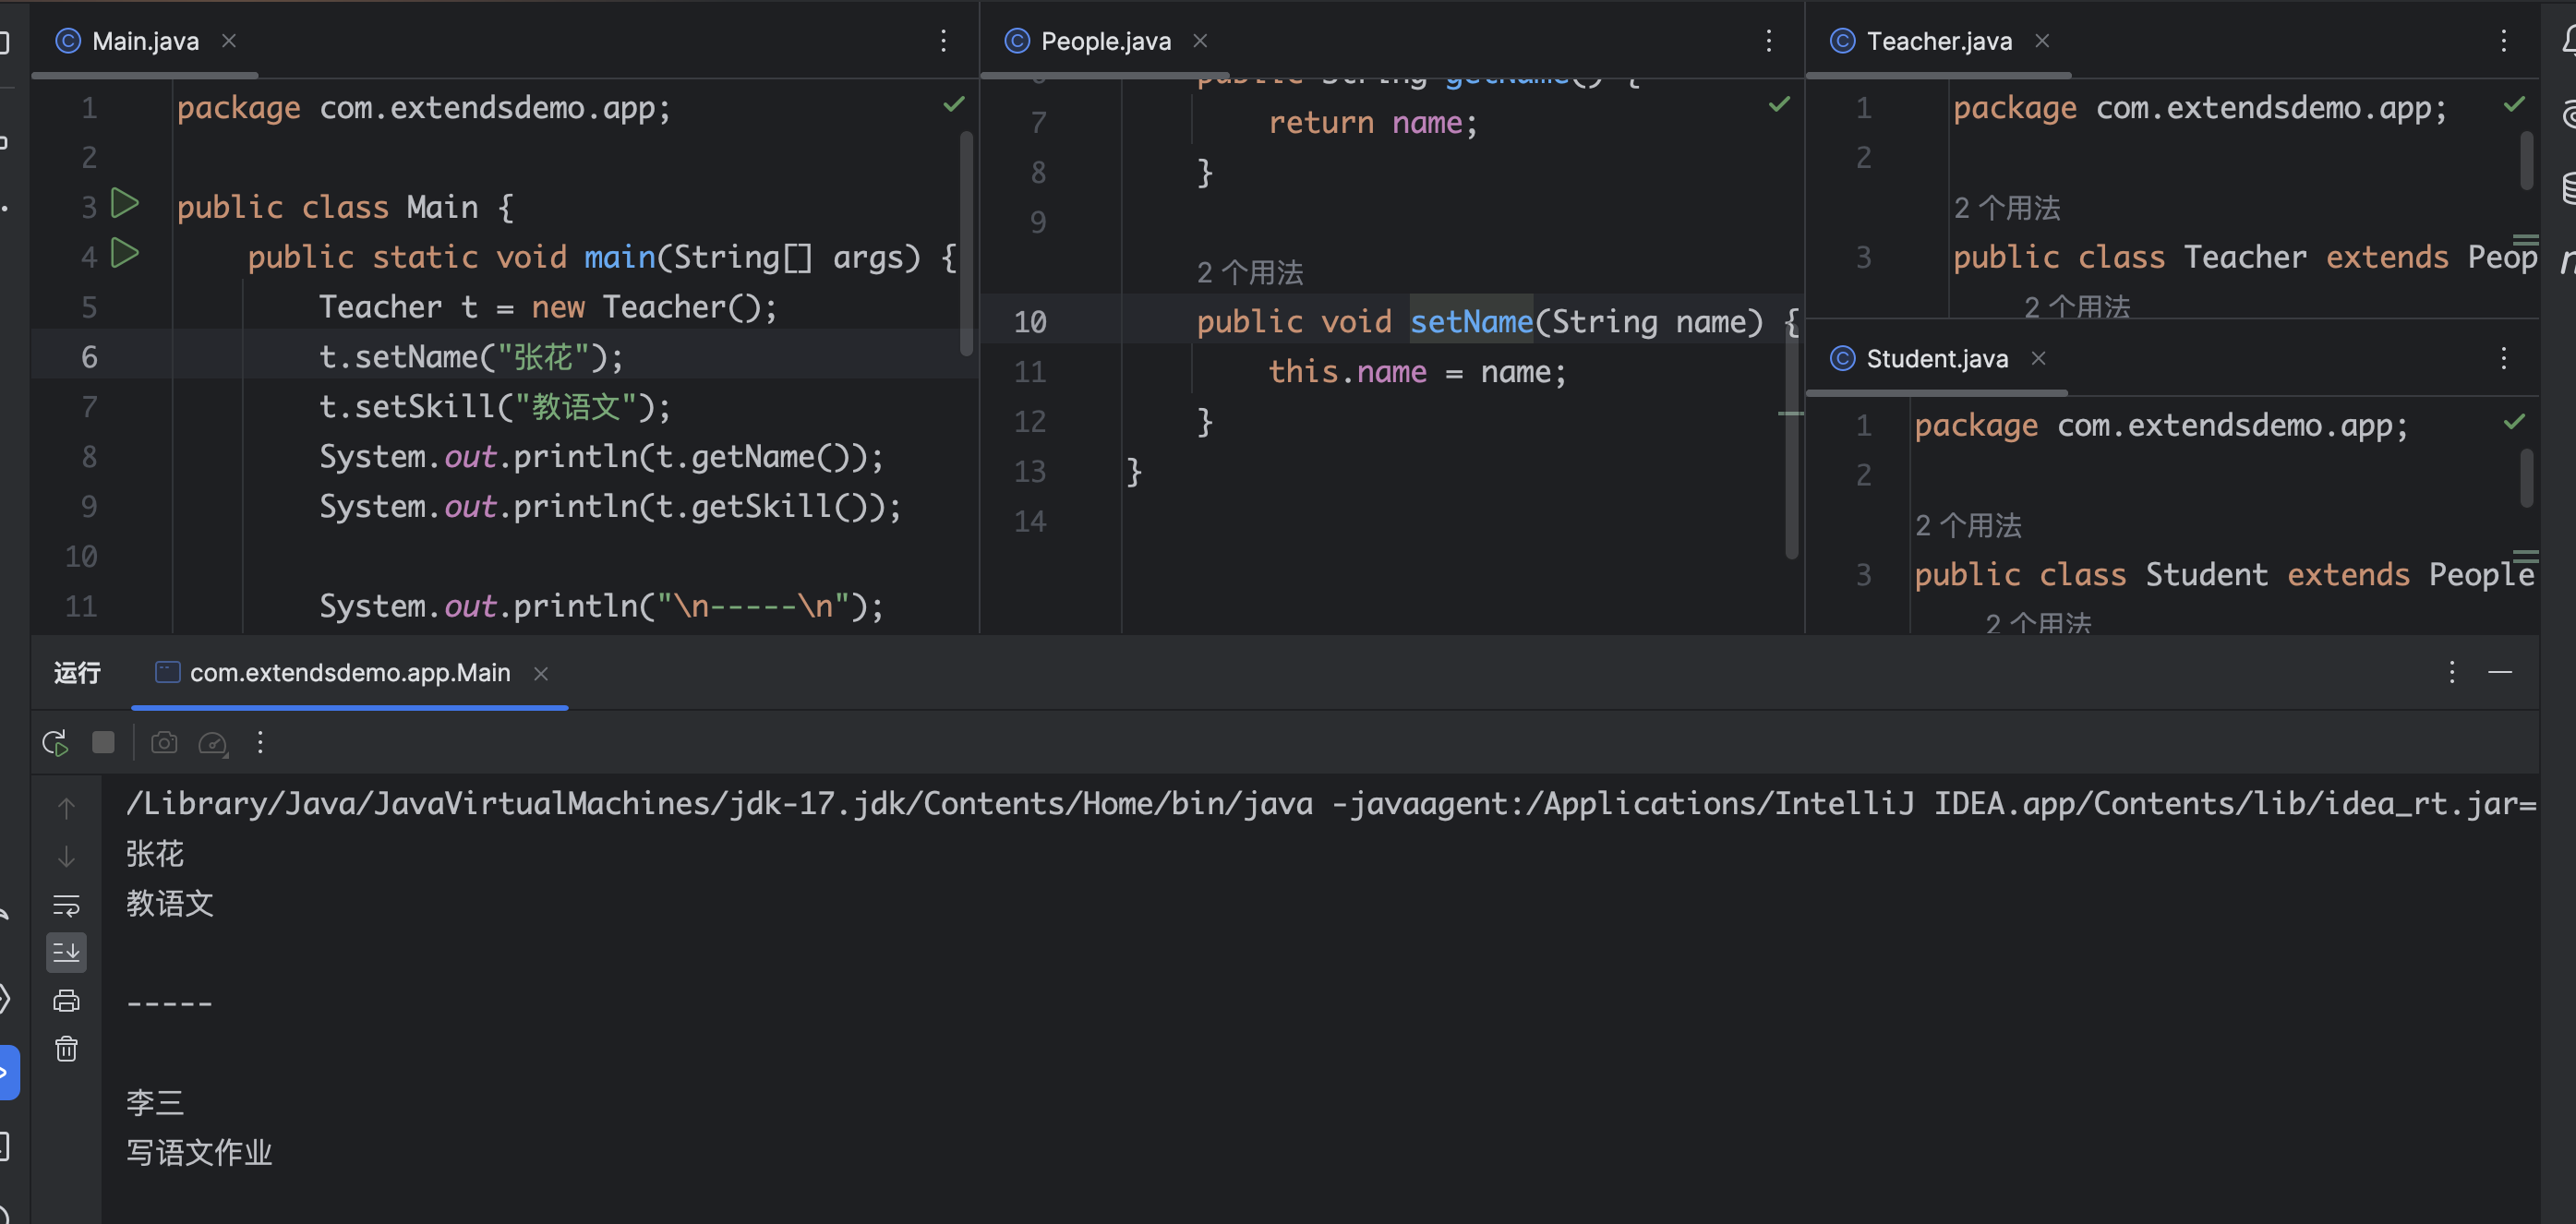 Main.java
1 package com.extendsdemo.app;
2
3 public class Main {
4 public static void main(String[] args) {
5 Teacher t = new Teacher();
6 t.setName("张花");
7 t.setSkill("教语文");
8 System.out.println(t.getName());
9 System.out.println(t.getSkill());
10
11 System.out.println("\n-----\n");
People.java
public String getName() {
7 return name;
8 }
9
2 个用法
10 public void setName(String name) {
11 this.name = name;
12 }
13 }
14
Teacher.java
1 package com.extendsdemo.app;
2
2 个用法
3 public class Teacher extends Peop
2 个用法
Student.java
1 package com.extendsdemo.app;
2
2 个用法
3 public class Student extends People
2 个用法
运行 com.extendsdemo.app.Main
/Library/Java/JavaVirtualMachines/jdk-17.jdk/Contents/Home/bin/java -javaagent:/Applications/IntelliJ IDEA.app/Contents/lib/idea_rt.jar=
张花
教语文
-----
李三
写语文作业